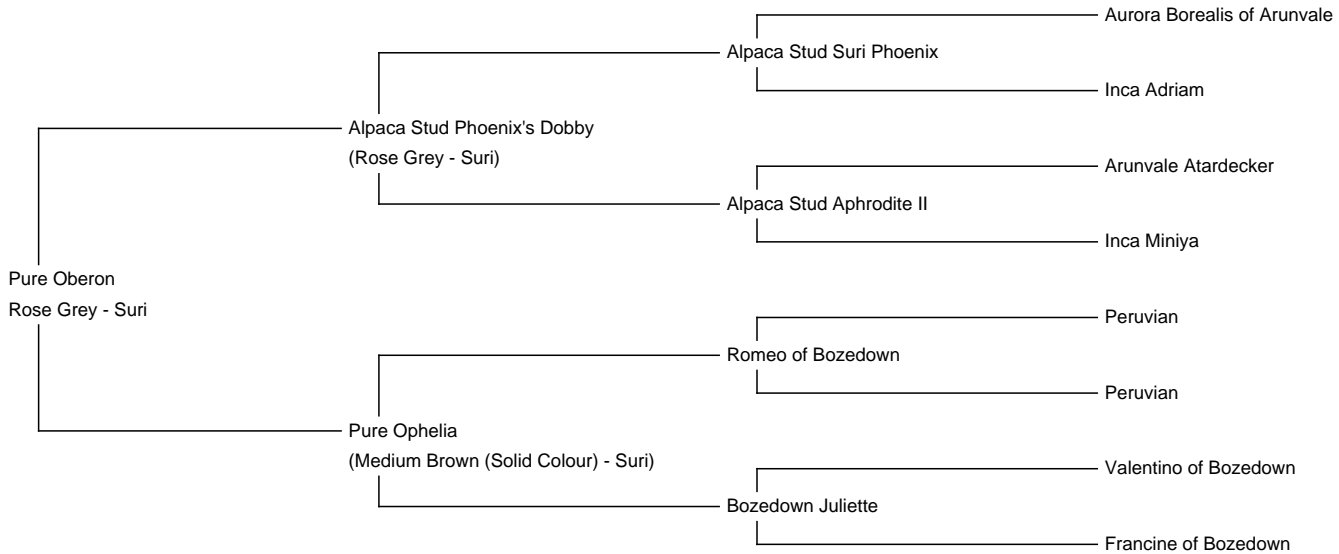 Aurora Borealis of Arunvale
Alpaca Stud Suri Phoenix
Inca Adriam
Alpaca Stud Phoenix's Dobby
(Rose Grey - Suri)
Arunvale Atardecker
Alpaca Stud Aphrodite II
Inca Miniya
Pure Oberon
Rose Grey - Suri
Peruvian
Romeo of Bozedown
Peruvian
Pure Ophelia
(Medium Brown (Solid Colour) - Suri)
Valentino of Bozedown
Bozedown Juliette
Francine of Bozedown